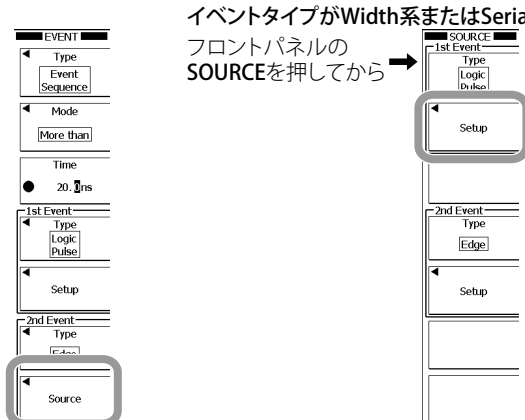 イベントタイプがWidth系またはSeria
フロントパネルの
SOURCEを押してから
EVENT
Type
Event
Sequence
Mode
More than
Time
20.0ns
1st Event
Type
Logic
Pulse
Setup
2nd Event
Type
Edge
Source
SOURCE
1st Event
Type
Logic
Pulse
Setup
2nd Event
Type
Edge
Setup